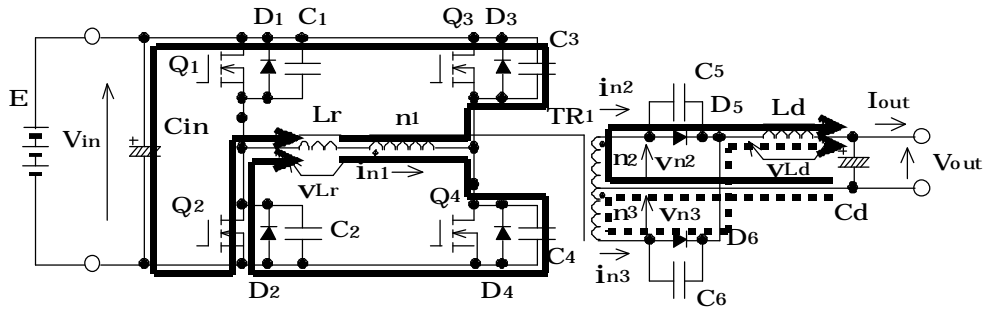 D1 C1 Q3 D3
C3
Q1
C5
in2
D5
E
Vin
Cin
Lr
n1
TR1
Ld
Iout
+
in1
n2
vn2
vLd
+
Vout
vLr
Q2
Q4
n3
vn3
Cd
C2
C4
D6
in3
D2
D4
C6